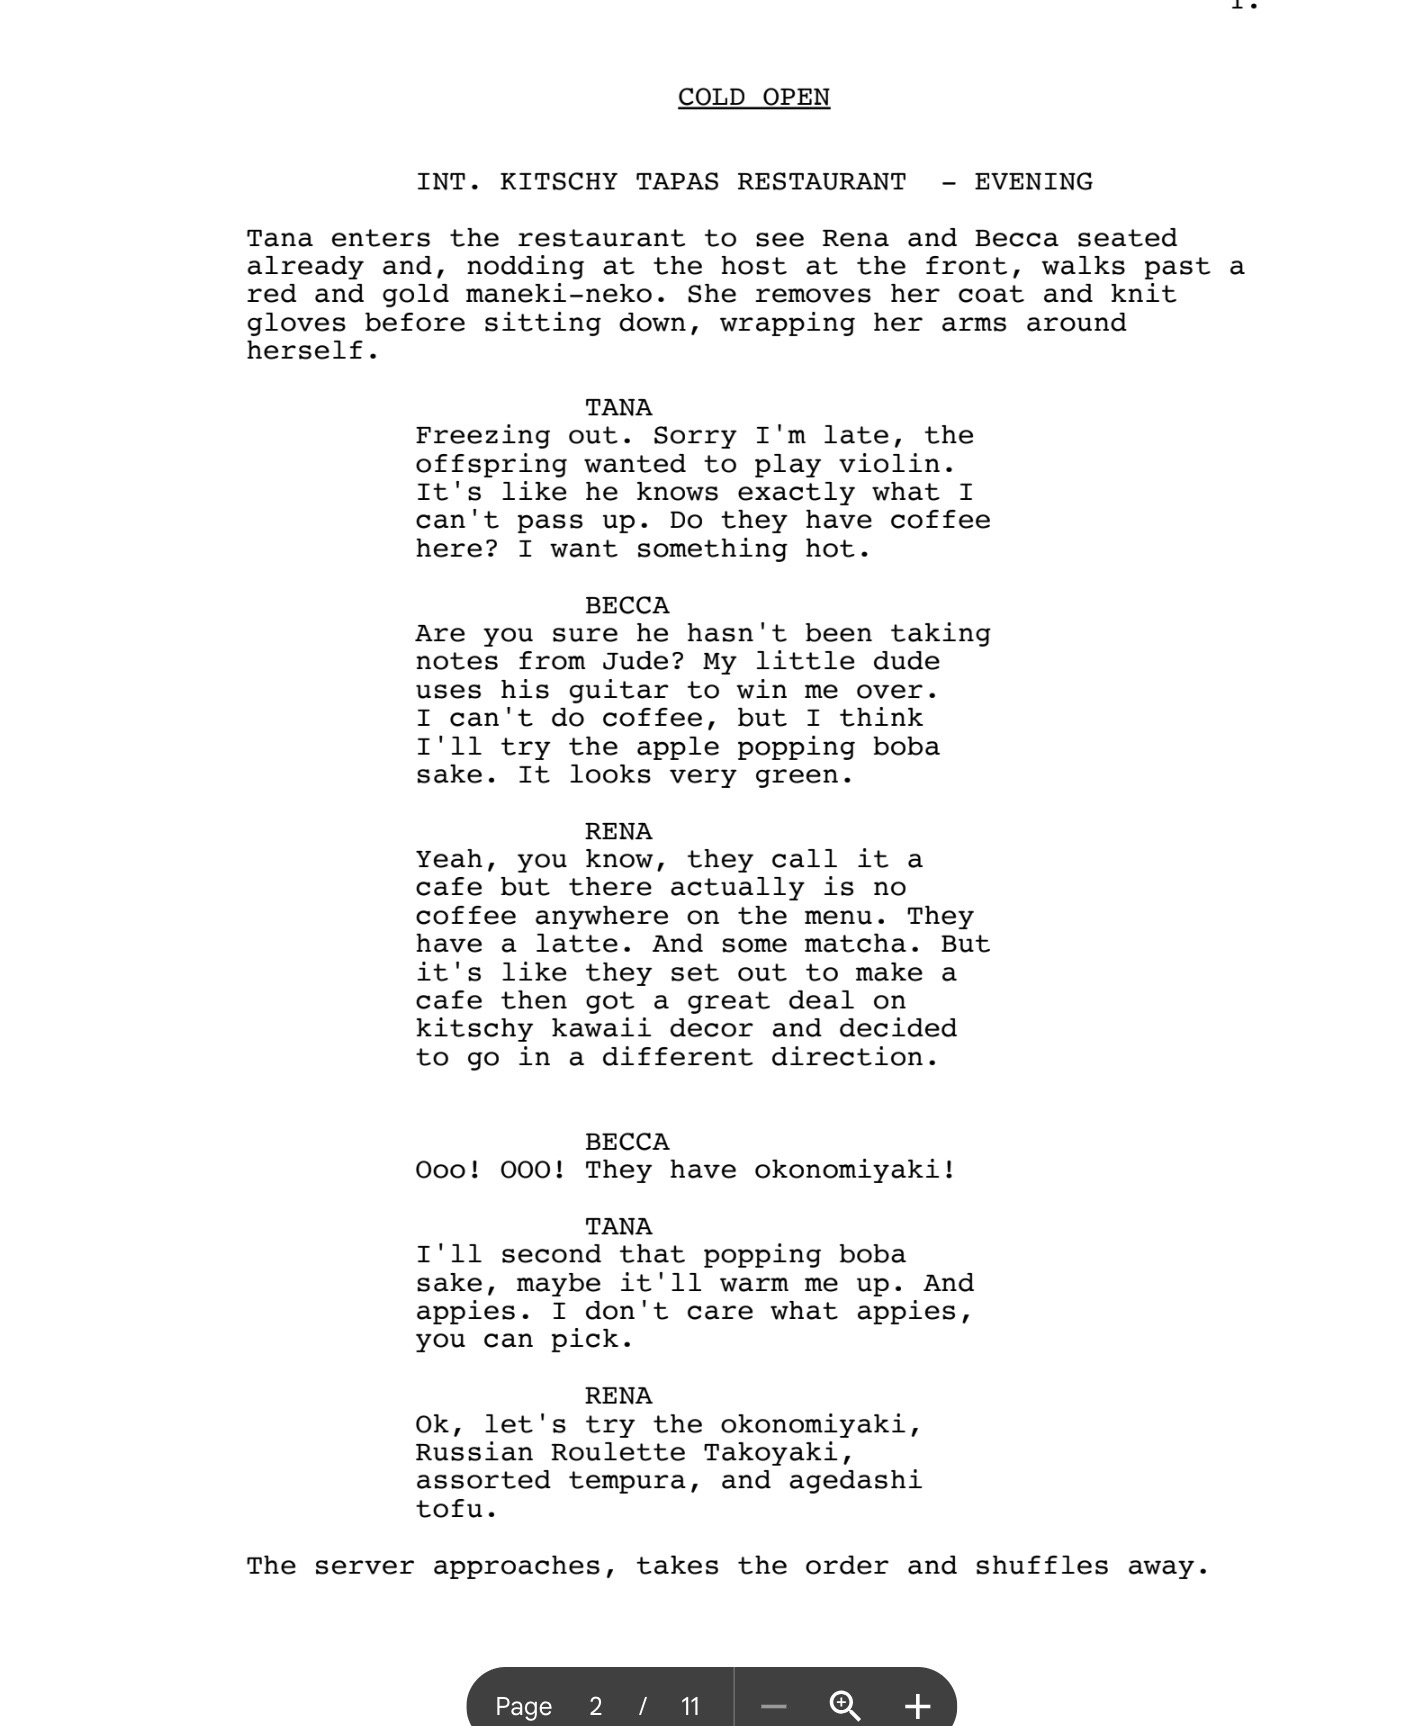 1.
COLD OPEN
INT. KITSCHY TAPAS RESTAURANT - EVENING
Tana enters the restaurant to see Rena and Becca seated
already and, nodding at the host at the front, walks past a
red and gold maneki-neko. She removes her coat and knit
gloves before sitting down, wrapping her arms around
herself.
TANA
Freezing out. Sorry I'm late, the
offspring wanted to play violin.
It's like he knows exactly what I
can't pass up. Do they have coffee
here? I want something hot.
BECCA
Are you sure he hasn't been taking
notes from Jude? My little dude
uses his guitar to win me over.
I can't do coffee, but I think
I'll try the apple popping boba
sake. It looks very green.
RENA
Yeah, you know, they call it a
cafe but there actually is no
coffee anywhere on the menu. They
have a latte. And some matcha. But
it's like they set out to make a
cafe then got a great deal on
kitschy kawaii decor and decided
to go in a different direction.
BECCA
Ooo! OOO! They have okonomiyaki!
TANA
I'll second that popping boba
sake, maybe it'll warm me up. And
appies. I don't care what appies,
you can pick.
RENA
Ok, let's try the okonomiyaki,
Russian Roulette Takoyaki,
assorted tempura, and agedashi
tofu.
The server approaches, takes the order and shuffles away.
Page 2 / 11